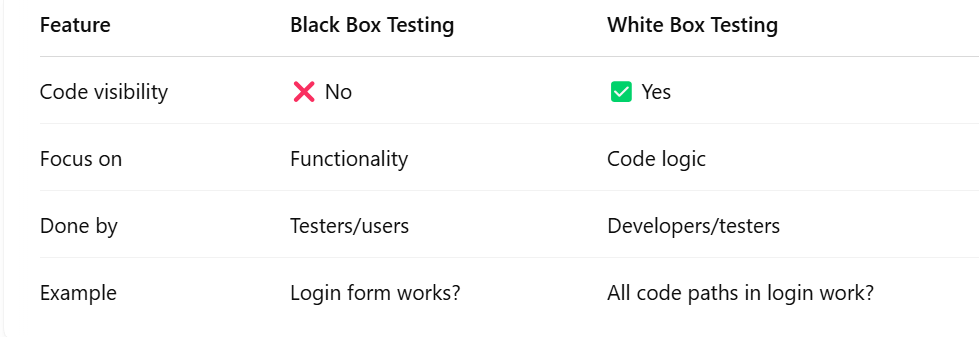 Feature Black Box Testing White Box Testing
Code visibility ❌ No ✅ Yes
Focus on Functionality Code logic
Done by Testers/users Developers/testers
Example Login form works? All code paths in login work?